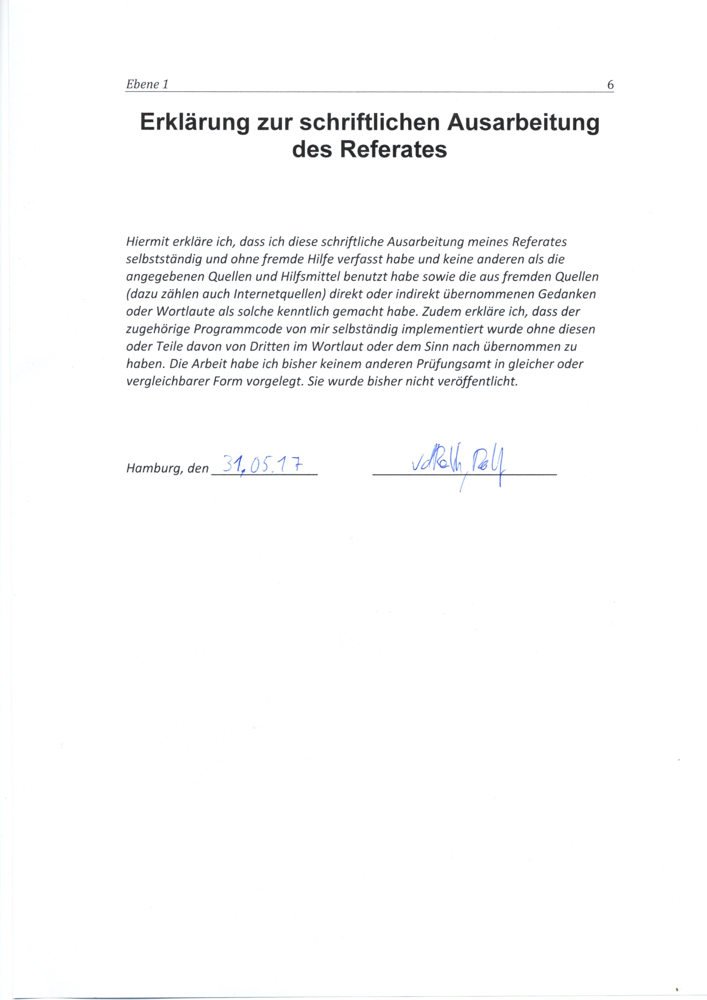 Ebene 1 6
Erklärung zur schriftlichen Ausarbeitung
des Referates
Hiermit erkläre ich, dass ich diese schriftliche Ausarbeitung meines Referates
selbstständig und ohne fremde Hilfe verfasst habe und keine anderen als die
angegebenen Quellen und Hilfsmittel benutzt habe sowie die aus fremden Quellen
(dazu zählen auch Internetquellen) direkt oder indirekt übernommenen Gedanken
oder Wortlaute als solche kenntlich gemacht habe. Zudem erkläre ich, dass der
zugehörige Programmcode von mir selbständig implementiert wurde ohne diesen
oder Teile davon von Dritten im Wortlaut oder dem Sinn nach übernommen zu
haben. Die Arbeit habe ich bisher keinem anderen Prüfungsamt in gleicher oder
vergleichbarer Form vorgelegt. Sie wurde bisher nicht veröffentlicht.
Hamburg, den 31.05.17